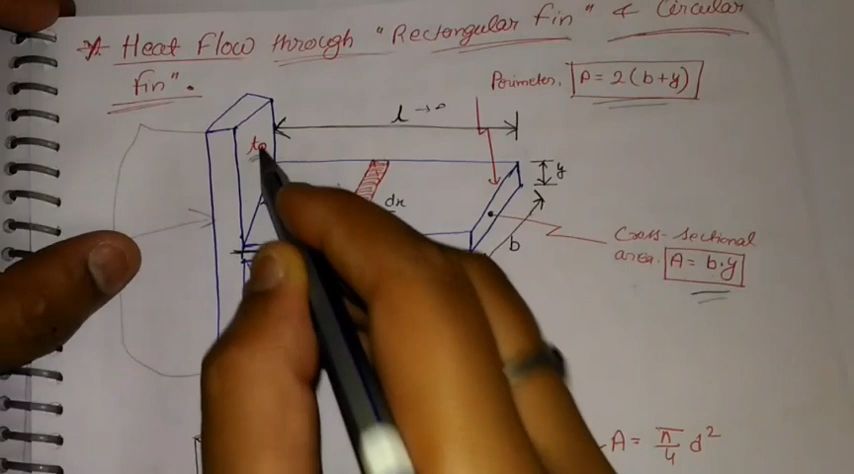 * Heat Flow through "Rectangular fin" & Circular
fin".
Perimeter, P = 2(b+y)
l → ∞
to
y
dx
b
Cross-sectional
area. A = b.y
A = π/4 d²